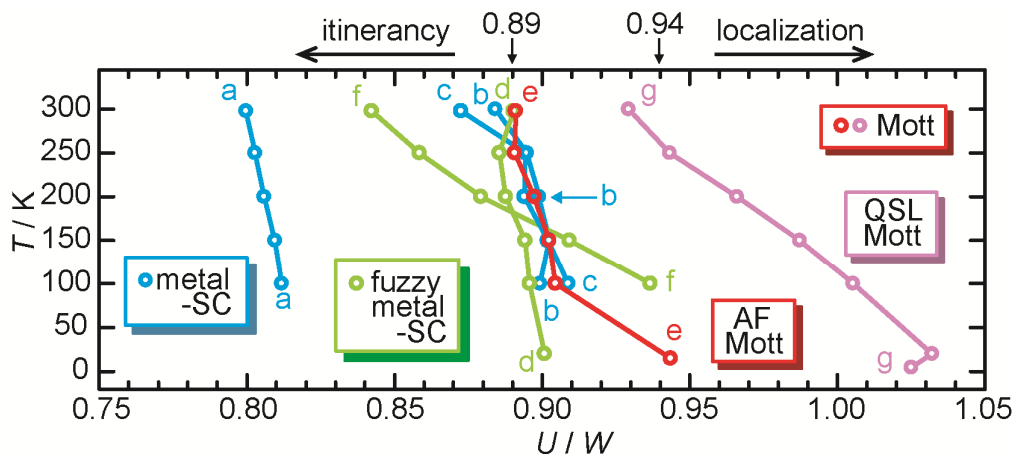 itinerancy 0.89 0.94 localization
a f c b d e g
300
250
200
150
100
50
0
T / K
b
Mott
QSL
Mott
metal
-SC
a
fuzzy
metal
-SC
b
c
f
d
AF
Mott
e
g
0.75 0.80 0.85 0.90 0.95 1.00 1.05
U / W